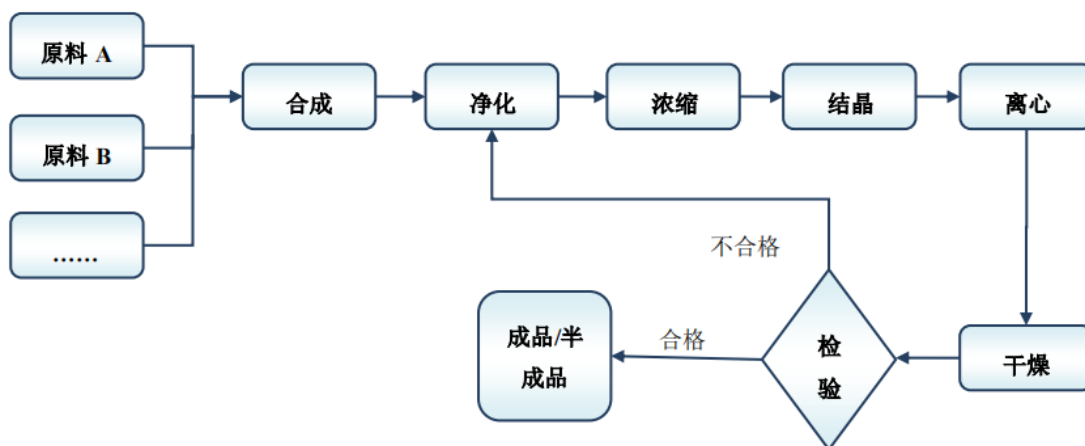 原料 A
原料 B
……
合成
净化
浓缩
结晶
离心
不合格
成品/半
成品
合格
检
验
干燥